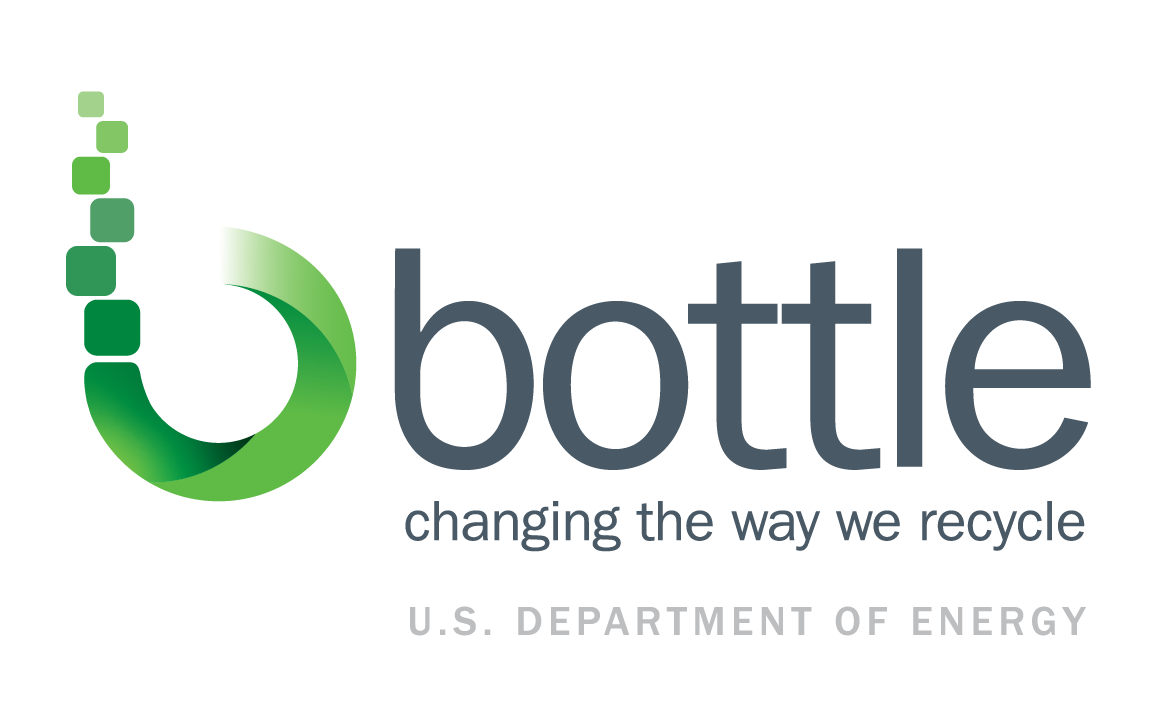 bottle
changing the way we recycle
U.S. DEPARTMENT OF ENERGY